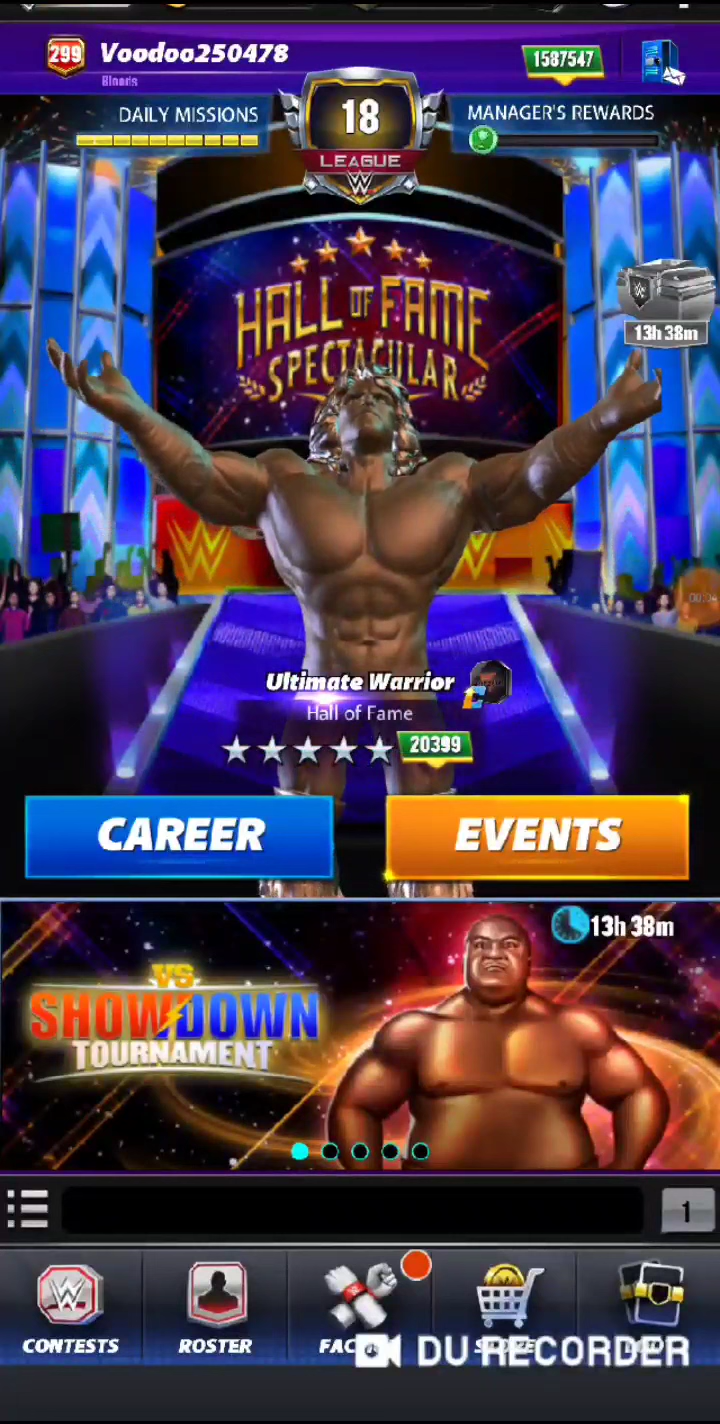 299 Voodoo250478
Bloods
1587547
DAILY MISSIONS
18
LEAGUE
MANAGER'S REWARDS
HALL OF FAME
SPECTACULAR
13h 38m
Ultimate Warrior
Hall of Fame
20399
CAREER
EVENTS
13h 38m
VS
SHOWDOWN
TOURNAMENT
1
CONTESTS
ROSTER
DU RECORDER